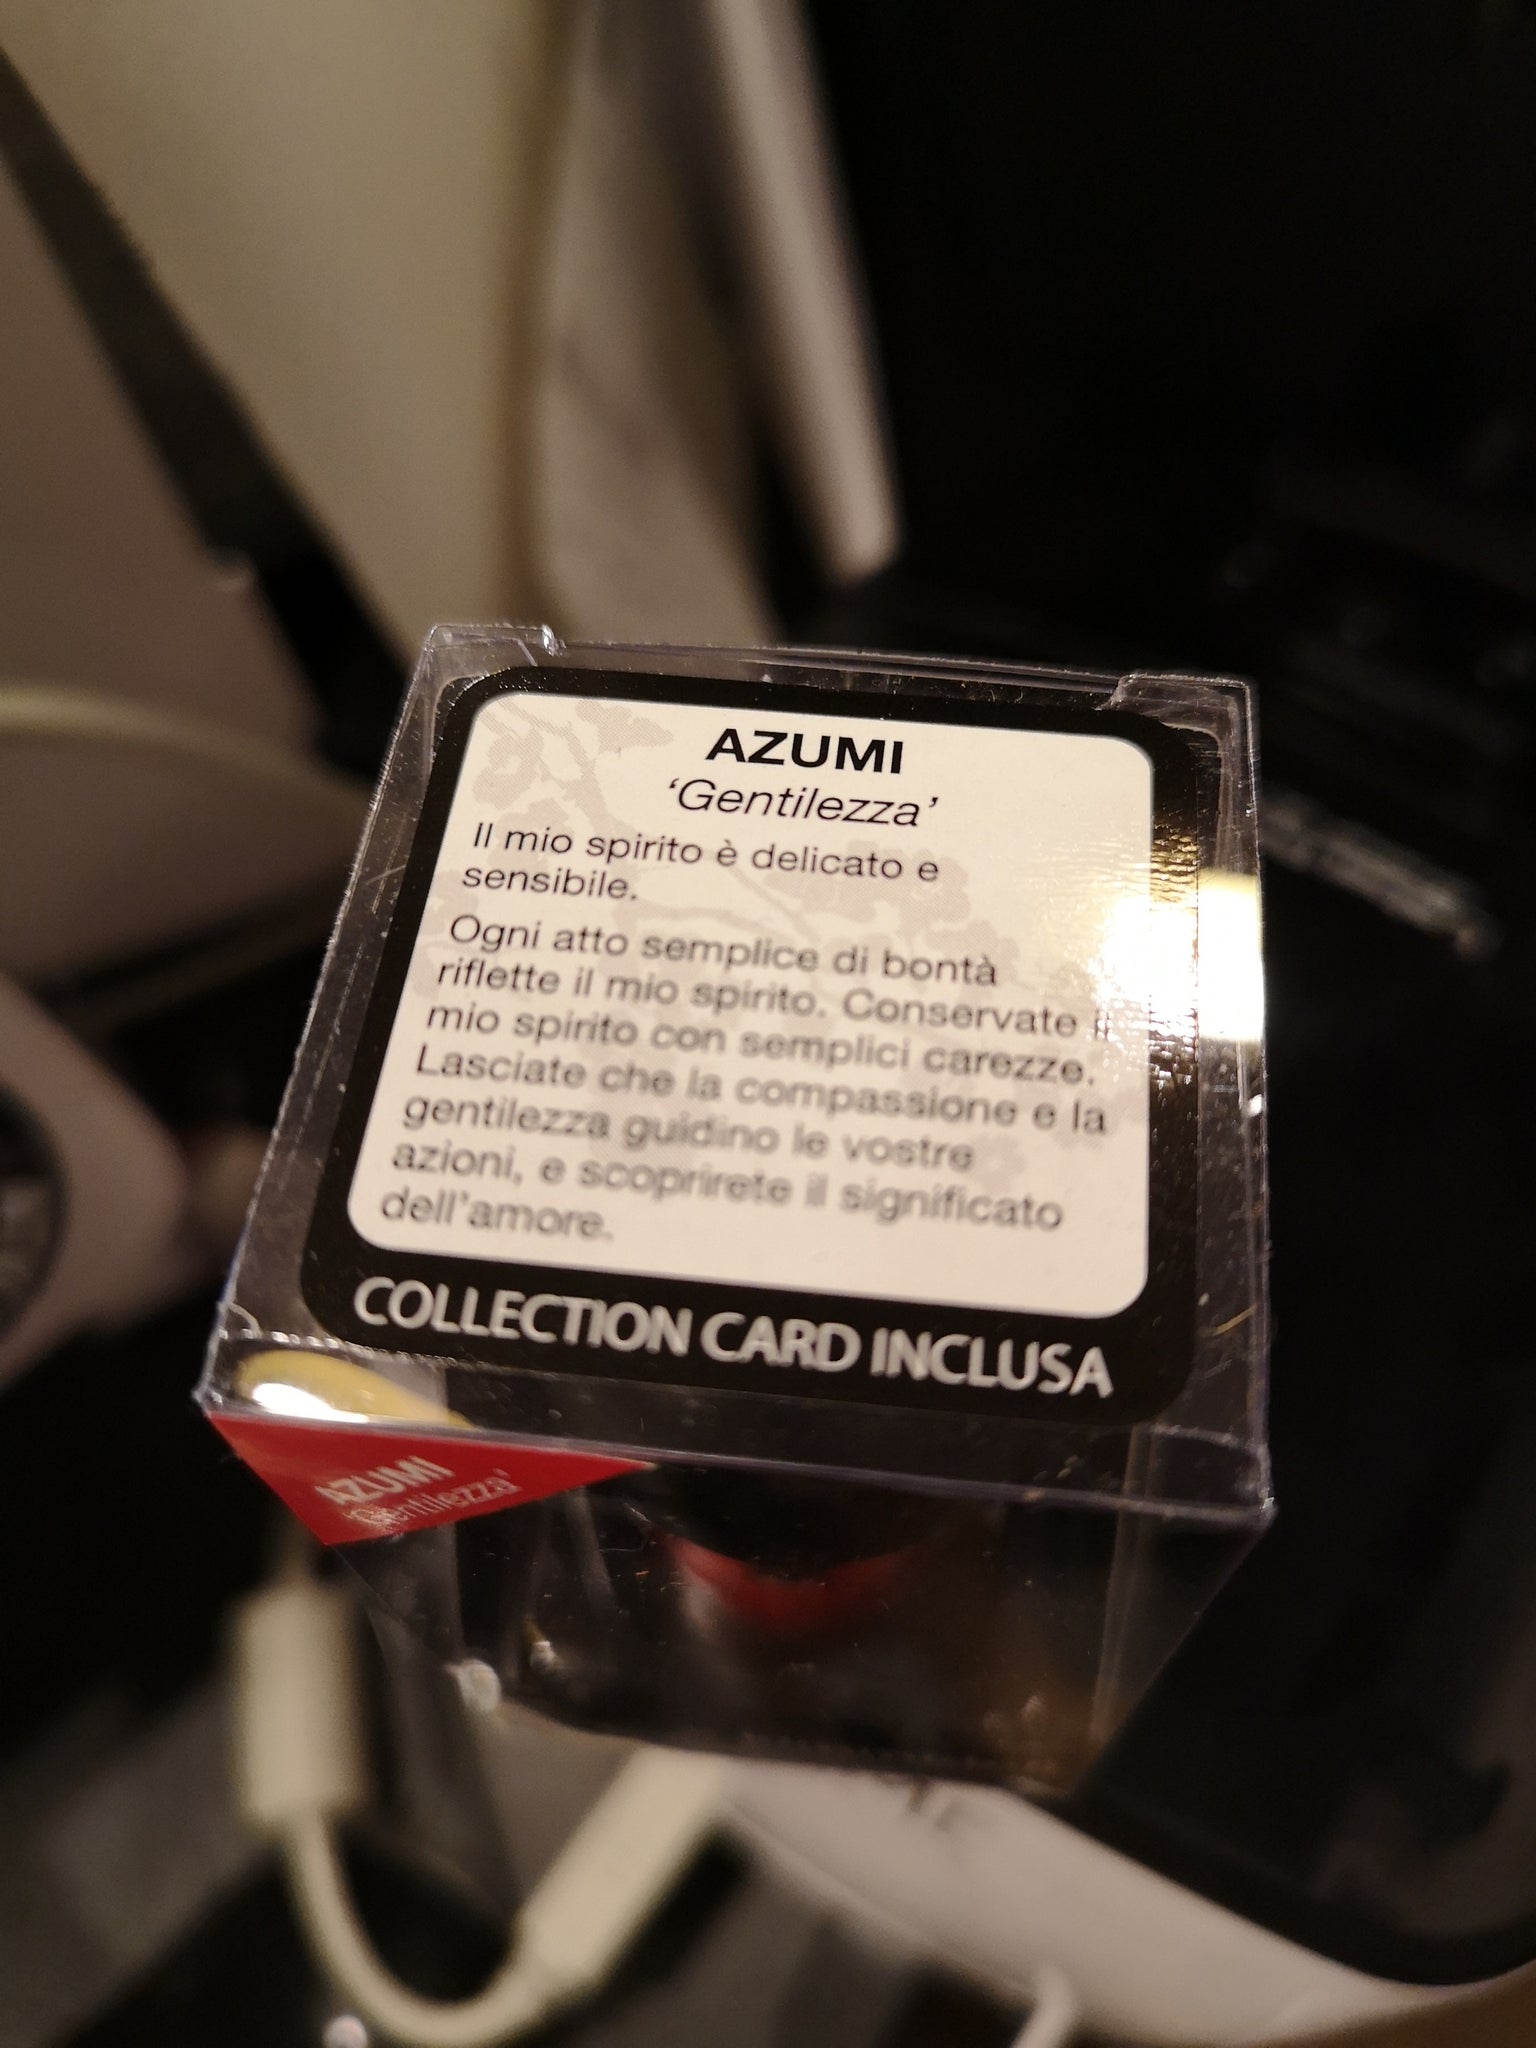 AZUMI
‘Gentilezza’
Il mio spirito è delicato e
sensibile.
Ogni atto semplice di bontà
riflette il mio spirito. Conservate il
mio spirito con semplici carezze.
Lasciate che la compassione e la
gentilezza guidino le vostre
azioni, e scoprirete il significato
dell'amore.
COLLECTION CARD INCLUSA
AZUMI
'Gentilezza'